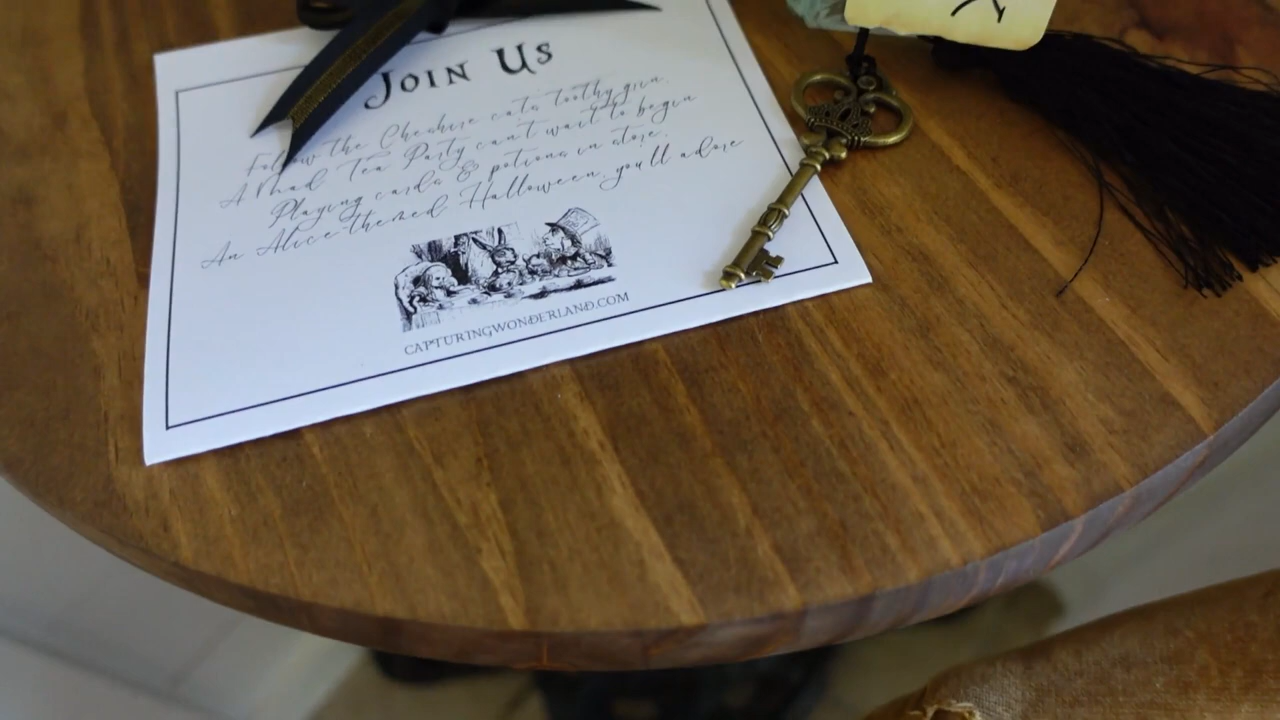 Join Us
Follow the Cheshire cats toothy grin,
A Mad Tea Party can't want to begin
Playing cards & potions in store,
An Alice-themed Halloween, you'll adore
CAPTURINGWONDERLAND.COM